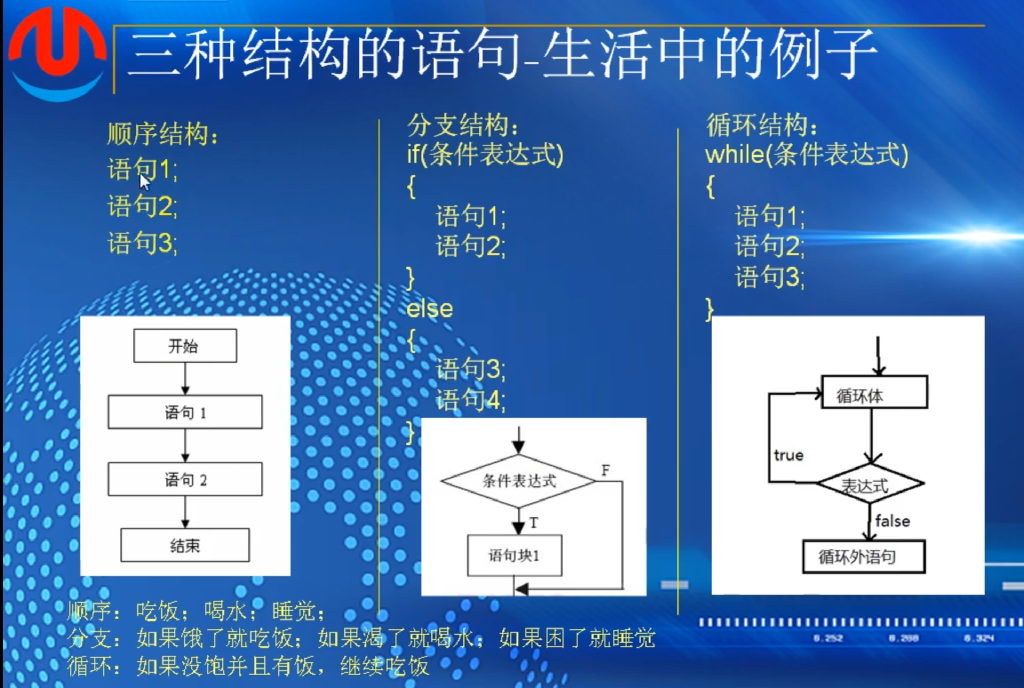 三种结构的语句-生活中的例子
顺序结构：
语句1;
语句2;
语句3;
开始
语句 1
语句 2
结束
分支结构：
if(条件表达式)
{
语句1;
语句2;
}
else
{
语句3;
语句4;
}
条件表达式
F
T
语句块1
循环结构：
while(条件表达式)
{
语句1;
语句2;
语句3;
}
循环体
true
表达式
false
循环外语句
顺序：吃饭；喝水；睡觉；
分支：如果饿了就吃饭；如果渴了就喝水；如果困了就睡觉
循环：如果没饱并且有饭，继续吃饭
0.252 0.288 0.324